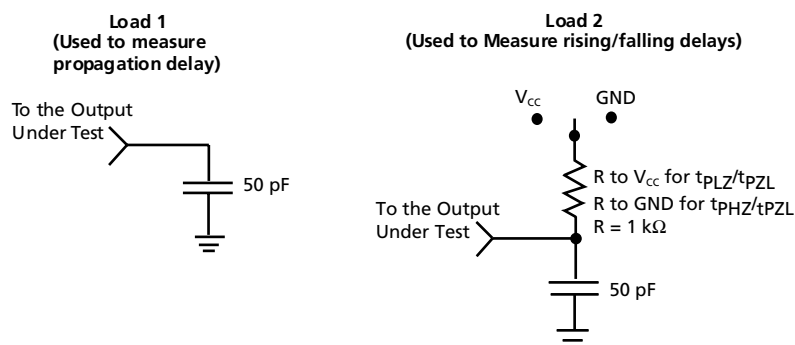 Load 1
(Used to measure
propagation delay)
To the Output
Under Test
50 pF
Load 2
(Used to Measure rising/falling delays)
VCC
GND
R to VCC for tPLZ/tPZL
R to GND for tPHZ/tPZL
R = 1 kΩ
To the Output
Under Test
50 pF